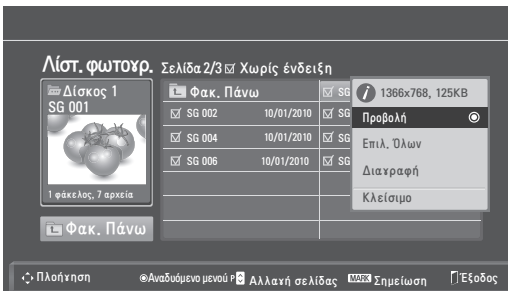 Λίστ. φωτογρ. Σελίδα 2/3 ☑ Χωρίς ένδειξη
Δίσκος 1
SG 001
1 φάκελος, 7 αρχεία
Φακ. Πάνω
Φακ. Πάνω
☑ SG 002 10/01/2010
☑ SG 004 10/01/2010
☑ SG 006 10/01/2010
☑ SG
☑ SG
☑ SG
☑ SG
1366x768, 125KB
Προβολή
Επιλ. Όλων
Διαγραφή
Κλείσιμο
Πλοήγηση ◉Αναδυόμενο μενού P Αλλαγή σελίδας MARK Σημείωση Έξοδος